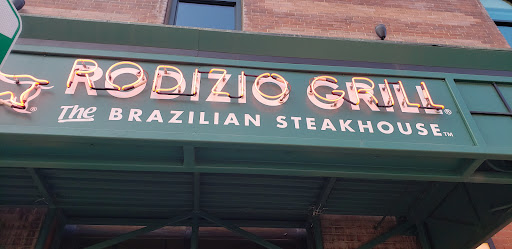 RODIZIO GRILL®
The BRAZILIAN STEAKHOUSE™